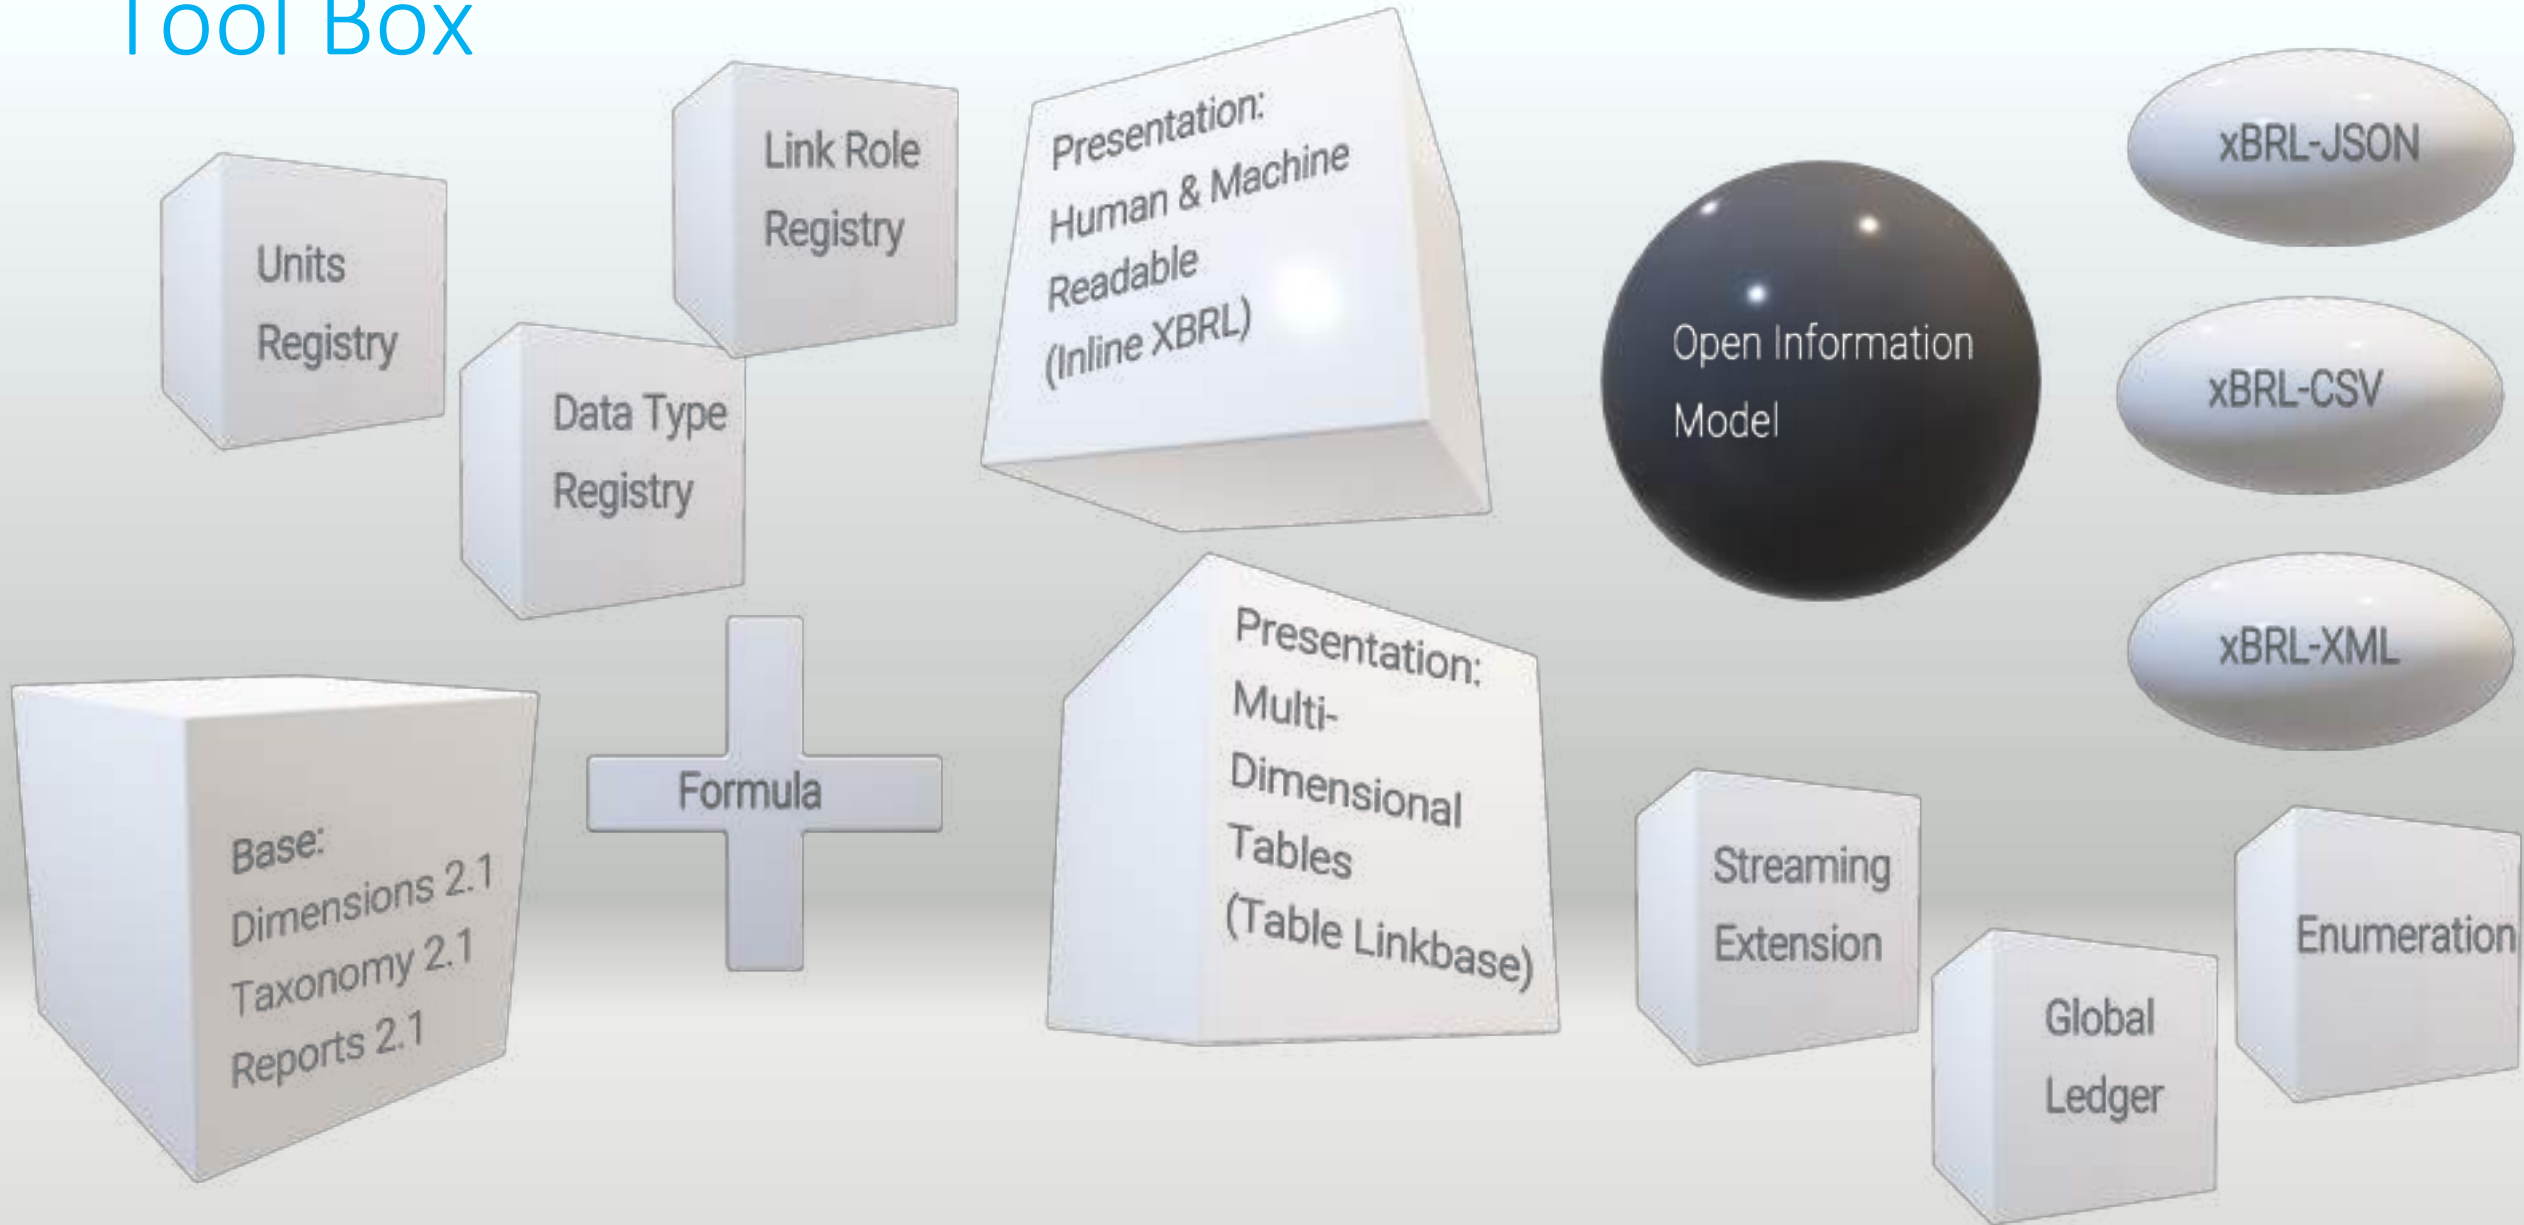 Tool Box
Units
Registry
Link Role
Registry
Data Type
Registry
Presentation:
Human & Machine
Readable
(Inline XBRL)
Open Information
Model
xBRL-JSON
xBRL-CSV
xBRL-XML
Base:
Dimensions 2.1
Taxonomy 2.1
Reports 2.1
Formula
Presentation:
Multi-
Dimensional
Tables
(Table Linkbase)
Streaming
Extension
Global
Ledger
Enumeration